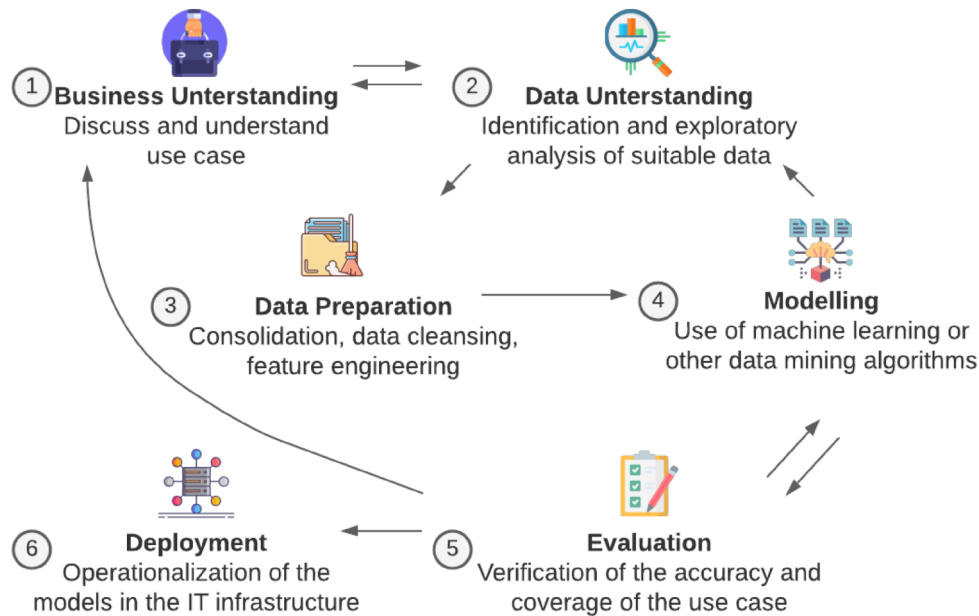 1
Business Unterstanding
Discuss and understand
use case
2
Data Unterstanding
Identification and exploratory
analysis of suitable data
3
Data Preparation
Consolidation, data cleansing,
feature engineering
4
Modelling
Use of machine learning or
other data mining algorithms
5
Evaluation
Verification of the accuracy and
coverage of the use case
6
Deployment
Operationalization of the
models in the IT infrastructure